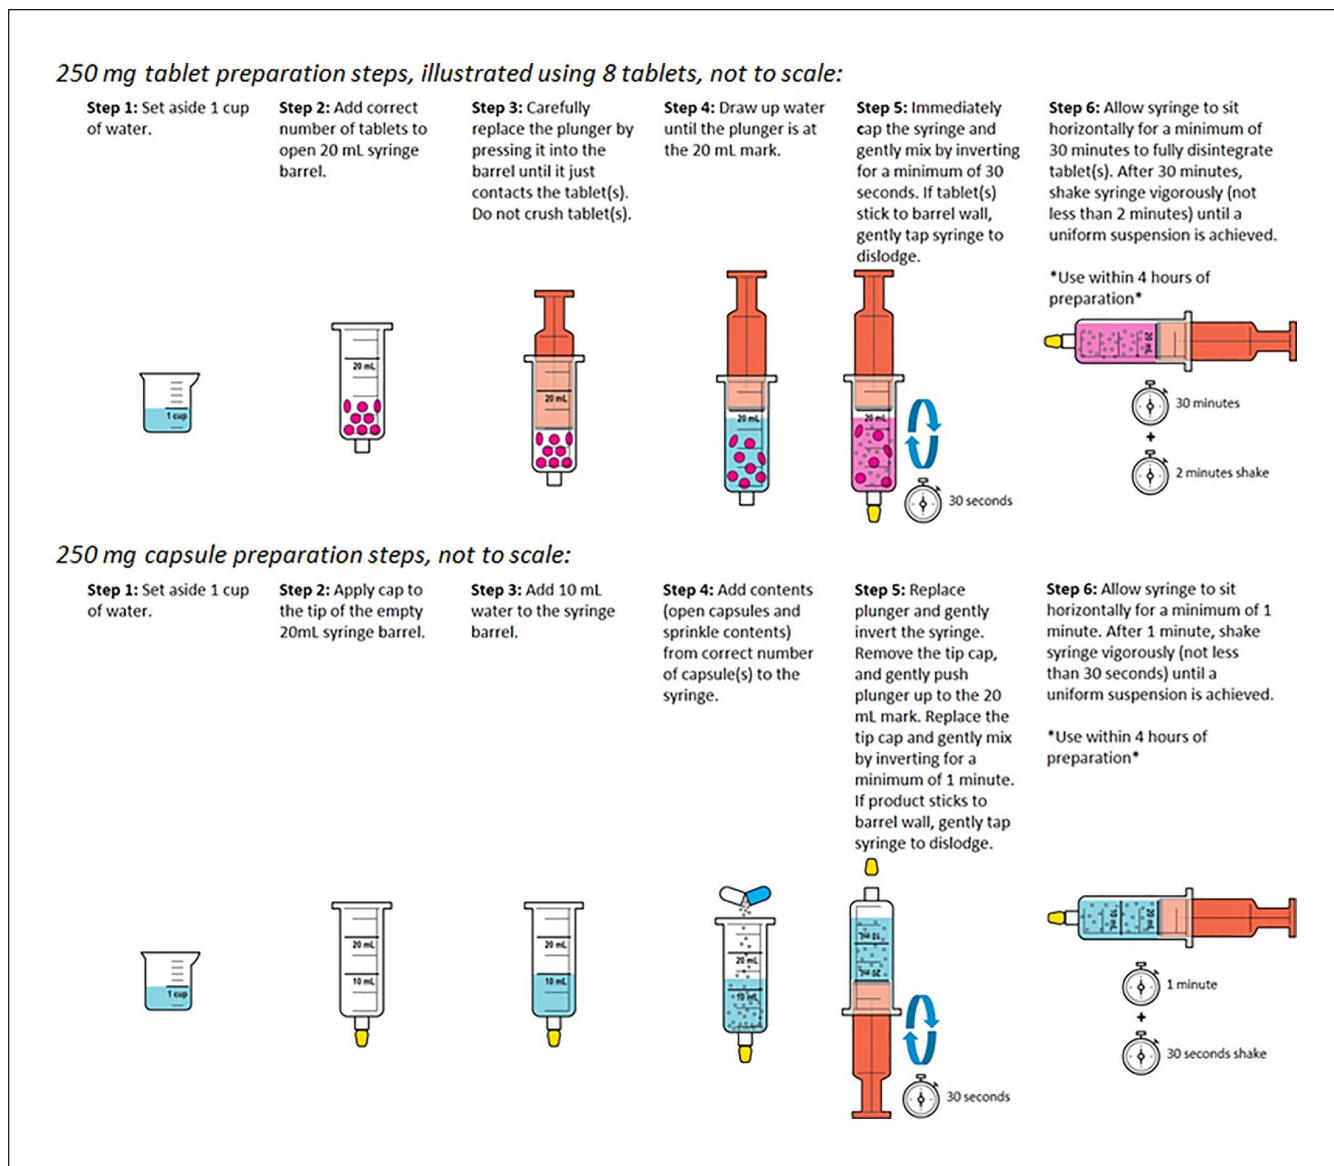 250 mg tablet preparation steps, illustrated using 8 tablets, not to scale:
Step 1: Set aside 1 cup
of water.
Step 2: Add correct
number of tablets to
open 20 mL syringe
barrel.
Step 3: Carefully
replace the plunger by
pressing it into the
barrel until it just
contacts the tablet(s).
Do not crush tablet(s).
Step 4: Draw up water
until the plunger is at
the 20 mL mark.
Step 5: Immediately
cap the syringe and
gently mix by inverting
for a minimum of 30
seconds. If tablet(s)
stick to barrel wall,
gently tap syringe to
dislodge.
Step 6: Allow syringe to sit
horizontally for a minimum of
30 minutes to fully disintegrate
tablet(s). After 30 minutes,
shake syringe vigorously (not
less than 2 minutes) until a
uniform suspension is achieved.
*Use within 4 hours of
preparation*
1 cup
20 mL
20 mL
20 mL
20 mL
30 seconds
20 mL
30 minutes
+
2 minutes shake
250 mg capsule preparation steps, not to scale:
Step 1: Set aside 1 cup
of water.
Step 2: Apply cap to
the tip of the empty
20mL syringe barrel.
Step 3: Add 10 mL
water to the syringe
barrel.
Step 4: Add contents
(open capsules and
sprinkle contents)
from correct number
of capsule(s) to the
syringe.
Step 5: Replace
plunger and gently
invert the syringe.
Remove the tip cap,
and gently push
plunger up to the 20
mL mark. Replace the
tip cap and gently mix
by inverting for a
minimum of 1 minute.
If product sticks to
barrel wall, gently tap
syringe to dislodge.
Step 6: Allow syringe to sit
horizontally for a minimum of 1
minute. After 1 minute, shake
syringe vigorously (not less
than 30 seconds) until a
uniform suspension is achieved.
*Use within 4 hours of
preparation*
1 cup
20 mL
10 mL
20 mL
10 mL
20 mL
10 mL
10 mL
20 mL
30 seconds
10 mL
20 mL
1 minute
+
30 seconds shake